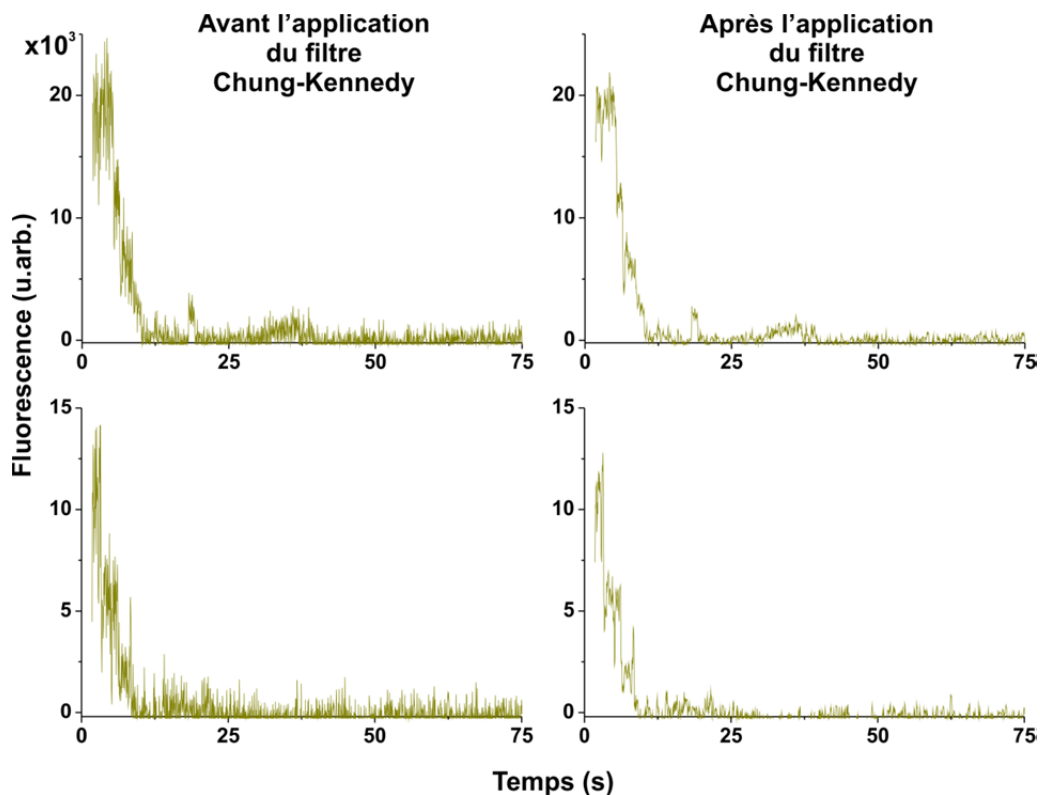 Avant l’application
du filtre
Chung-Kennedy
Après l’application
du filtre
Chung-Kennedy
x10³
Fluorescence (u.arb.)
20
10
0
0 25 50 75
20
10
0
0 25 50 75
15
10
5
0
0 25 50 75
15
10
5
0
0 25 50 75
Temps (s)